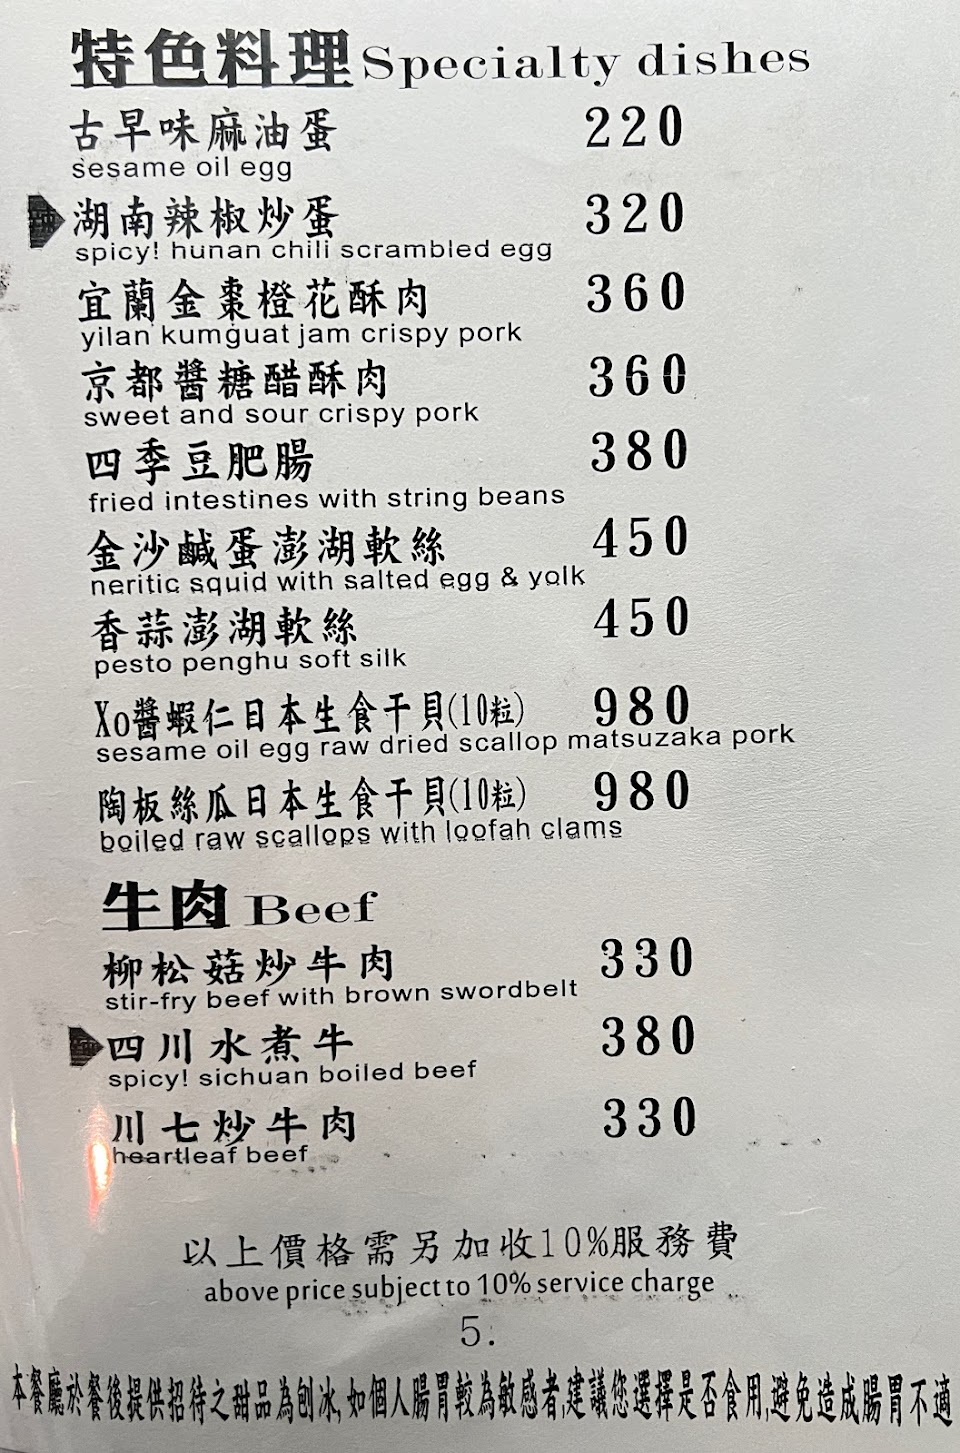 特色料理 Specialty dishes
古早味麻油蛋 220
sesame oil egg
辣 湖南辣椒炒蛋 320
spicy! hunan chili scrambled egg
宜蘭金棗橙花酥肉 360
yilan kumguat jam crispy pork
京都醬糖醋酥肉 360
sweet and sour crispy pork
四季豆肥腸 380
fried intestines with string beans
金沙鹹蛋澎湖軟絲 450
neritic squid with salted egg & yolk
香蒜澎湖軟絲 450
pesto penghu soft silk
Xo醬蝦仁日本生食干貝(10粒) 980
sesame oil egg raw dried scallop matsuzaka pork
陶板絲瓜日本生食干貝(10粒) 980
boiled raw scallops with loofah clams
牛肉 Beef
柳松菇炒牛肉 330
stir-fry beef with brown swordbelt
辣 四川水煮牛 380
spicy! sichuan boiled beef
川七炒牛肉 330
heartleaf beef
以上價格需另加收10%服務費
above price subject to 10% service charge
5.
本餐廳於餐後提供招待之甜品為刨冰,如個人腸胃較為敏感者,建議您選擇是否食用,避免造成腸胃不適